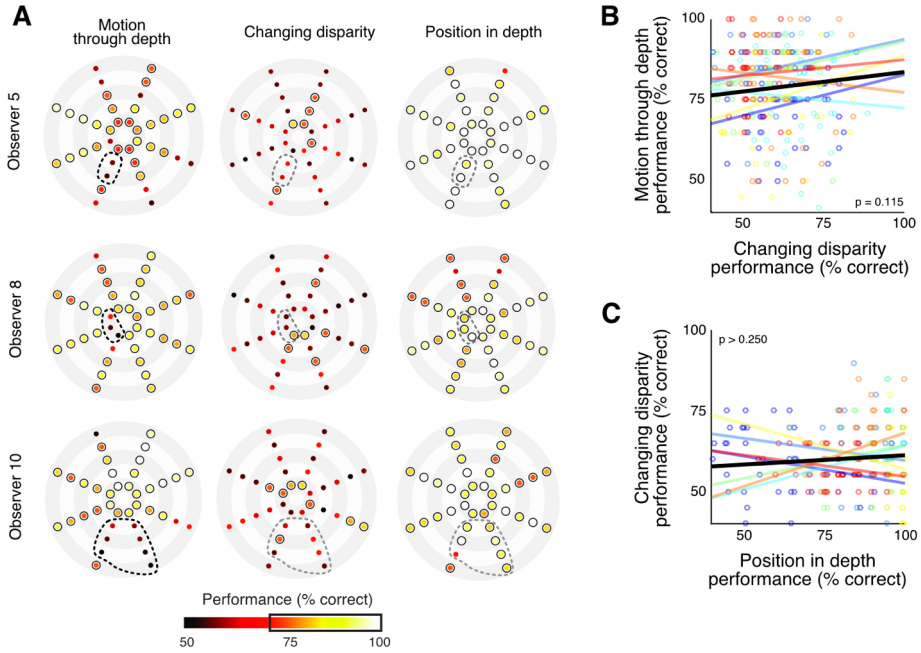 A
Motion
through depth
Changing disparity
Position in depth
Observer 5
Observer 8
Observer 10
Performance (% correct)
50
75
100
B
Motion through depth
performance (% correct)
100
75
50
p = 0.115
50
75
100
Changing disparity
performance (% correct)
C
Changing disparity
performance (% correct)
100
75
50
p > 0.250
50
75
100
Position in depth
performance (% correct)